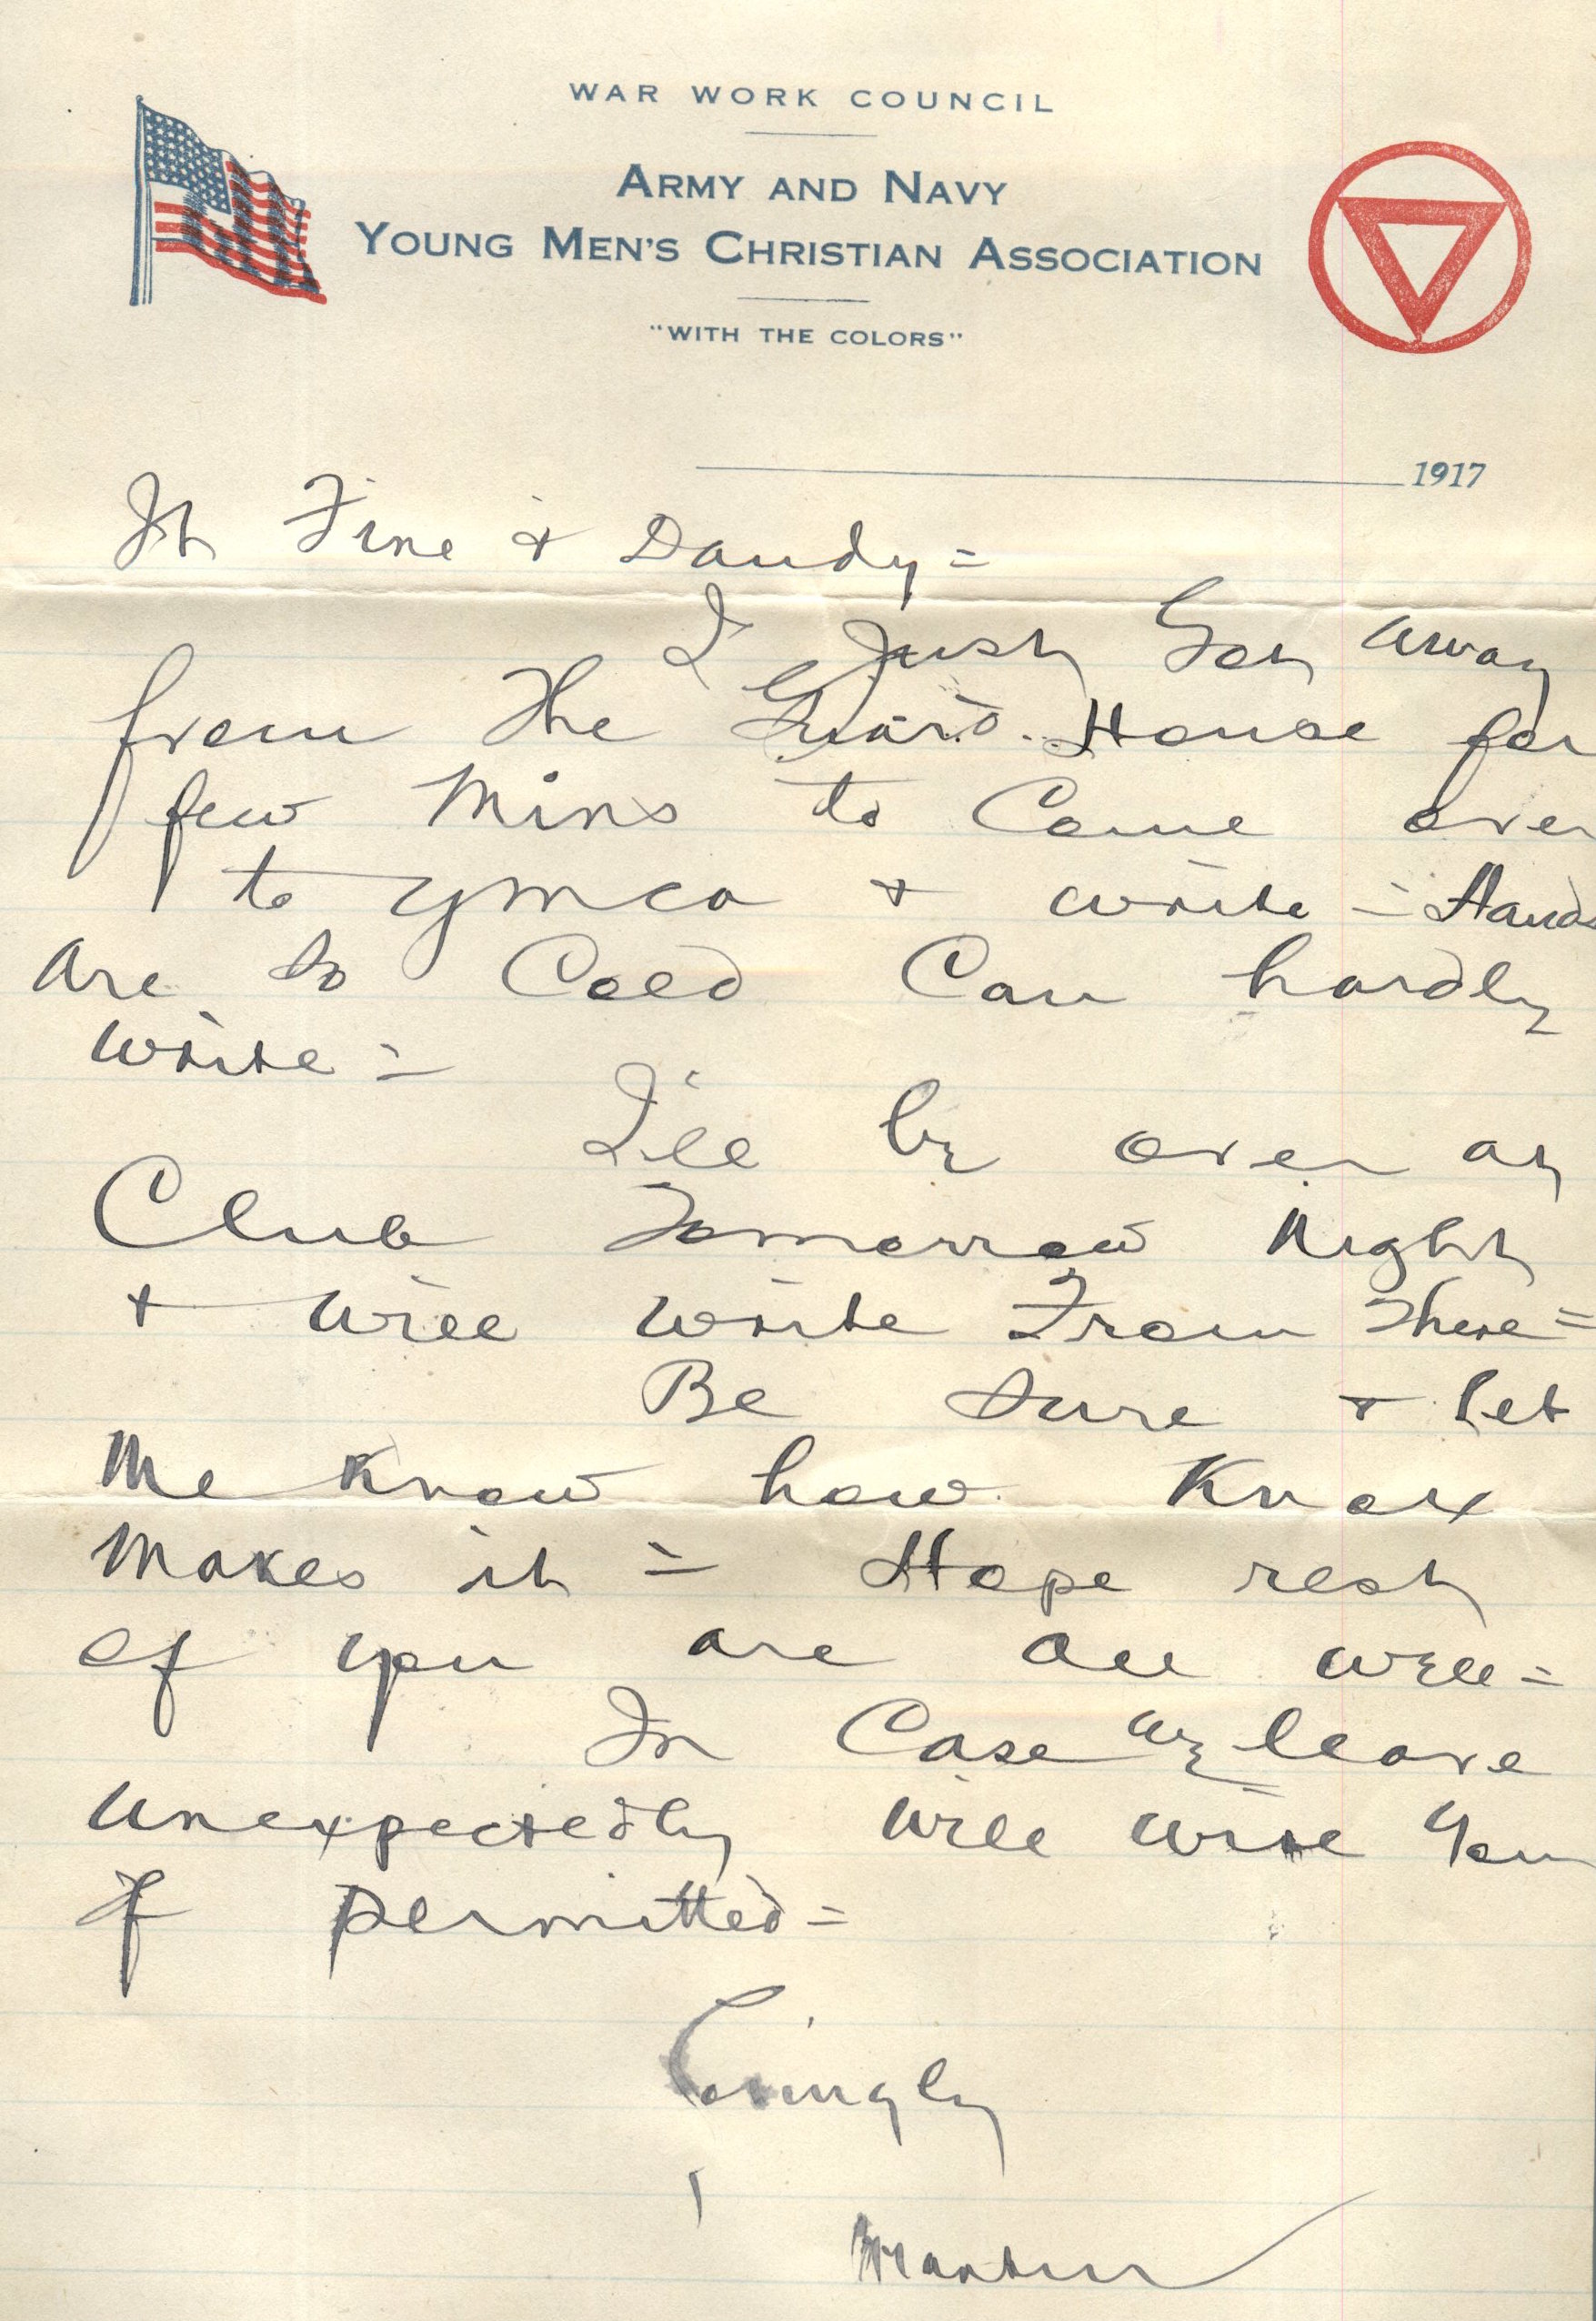 WAR WORK COUNCIL
ARMY AND NAVY
YOUNG MEN'S CHRISTIAN ASSOCIATION
"WITH THE COLORS"
1917
It Fine + Dandy =
I Just Got away
from The Guard House for
few Mins to Come over
to YMCA + write = Hands
are so Cold Can hardly
write =
I'll be over at
Club Tomorrow Night
+ will write From There =
Be Sure + let
Me Know how Knox
Makes it = Hope rest
of you are all well =
In Case we leave
unexpectedly will wire You
If permitted =
Lovingly
Martin